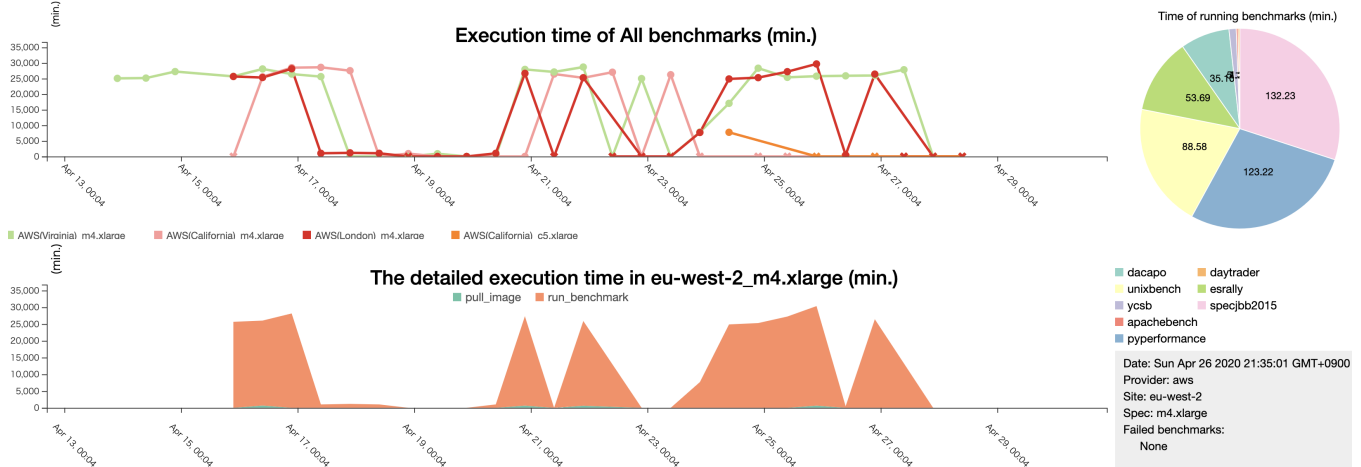 (min.)
Execution time of All benchmarks (min.)
35,000
30,000
25,000
20,000
15,000
10,000
5,000
0
Apr 13, 00:04
Apr 15, 00:04
Apr 17, 00:04
Apr 19, 00:04
Apr 21, 00:04
Apr 23, 00:04
Apr 25, 00:04
Apr 27, 00:04
Apr 29, 00:04
AWS(Virginia)_m4.xlarge AWS(California)_m4.xlarge AWS(London)_m4.xlarge AWS(California)_c5.xlarge
(min.)
The detailed execution time in eu-west-2_m4.xlarge (min.)
pull_image run_benchmark
35,000
30,000
25,000
20,000
15,000
10,000
5,000
0
Apr 13, 00:04
Apr 15, 00:04
Apr 17, 00:04
Apr 19, 00:04
Apr 21, 00:04
Apr 23, 00:04
Apr 25, 00:04
Apr 27, 00:04
Apr 29, 00:04
Time of running benchmarks (min.)
132.23
123.22
88.58
53.69
dacapo daytrader
unixbench esrally
ycsb specjbb2015
apachebench
pyperformance
Date: Sun Apr 26 2020 21:35:01 GMT+0900
Provider: aws
Site: eu-west-2
Spec: m4.xlarge
Failed benchmarks:
None